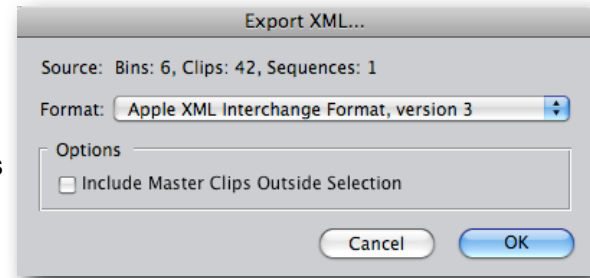 Export XML...
Source: Bins: 6, Clips: 42, Sequences: 1
Format: Apple XML Interchange Format, version 3
Options
s
Include Master Clips Outside Selection
Cancel OK